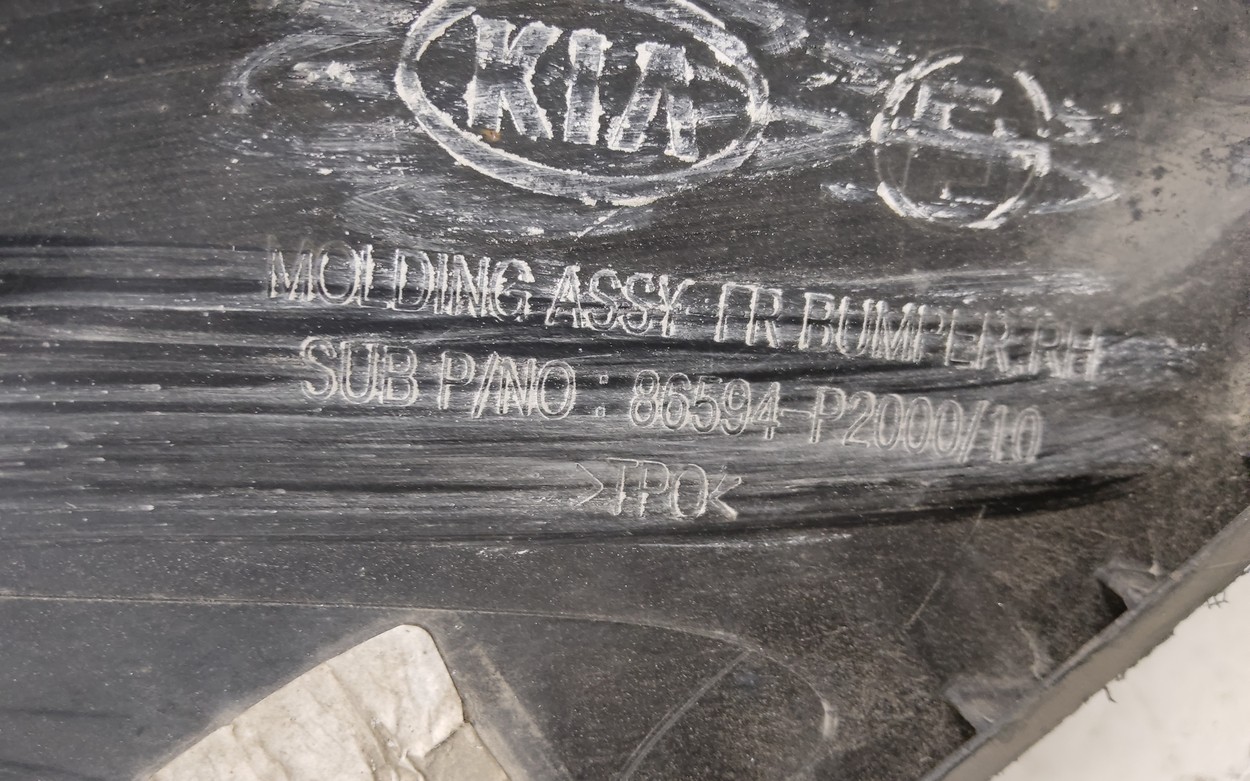 KIA
MOLDING ASSY-FR BUMPER,RH
SUB P/NO : 86594-P2000/10
>TPO<